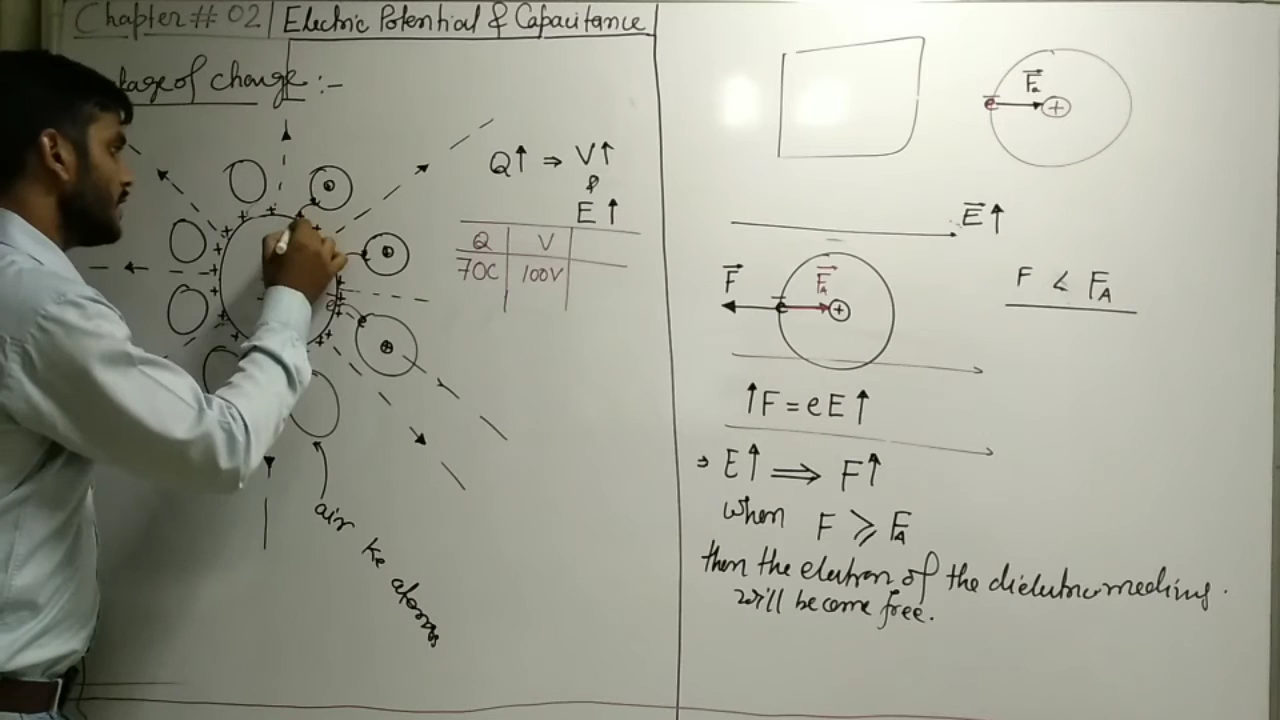 Chapter # 02 | Electric Potential & Capacitance
kage of charge :-
Q↑ ⇒ V↑
&
E↑
Q V
70C 100V
air ke atoms
e F⃗a +
E⃗↑
F⃗ e F⃗A +
F < FA
↑F = eE↑
⇒ E↑ ⟹ F↑
when F ⩾ FA
then the electron of the dielectric medium.
will become free.